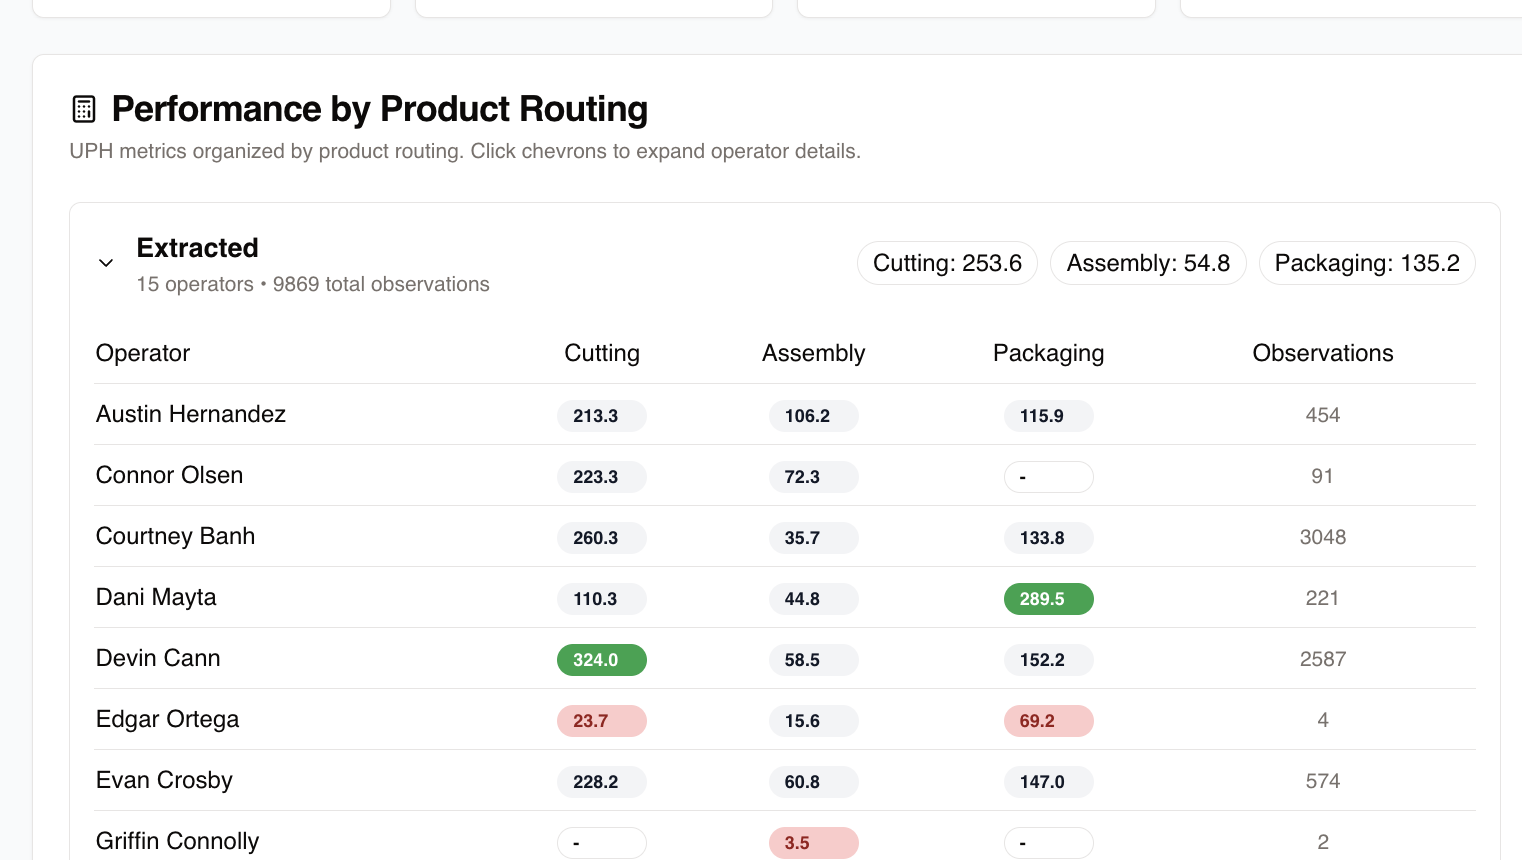 Performance by Product Routing
UPH metrics organized by product routing. Click chevrons to expand operator details.
Extracted
15 operators • 9869 total observations
Cutting: 253.6 Assembly: 54.8 Packaging: 135.2
Operator Cutting Assembly Packaging Observations
Austin Hernandez 213.3 106.2 115.9 454
Connor Olsen 223.3 72.3 - 91
Courtney Banh 260.3 35.7 133.8 3048
Dani Mayta 110.3 44.8 289.5 221
Devin Cann 324.0 58.5 152.2 2587
Edgar Ortega 23.7 15.6 69.2 4
Evan Crosby 228.2 60.8 147.0 574
Griffin Connolly - 3.5 - 2